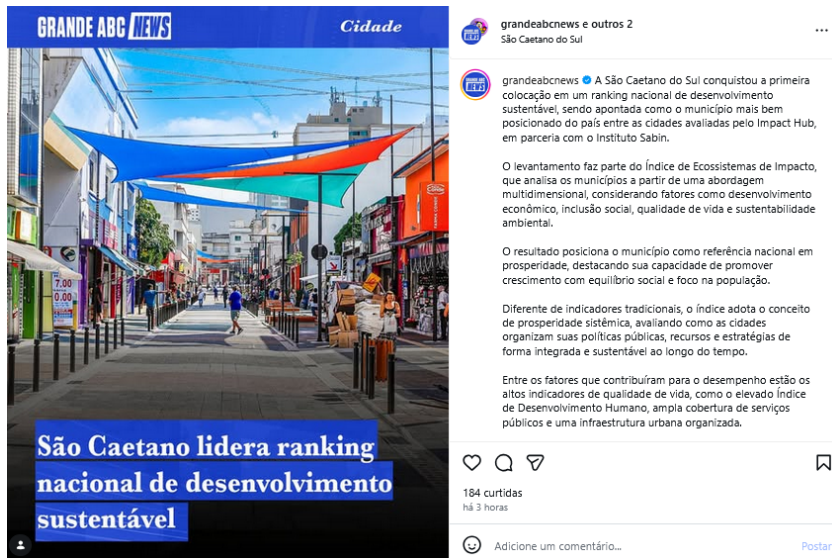 GRANDE ABC NEWS
Cidade
7.00
0.00
São Caetano lidera ranking
nacional de desenvolvimento
sustentável
grandeabcnews e outros 2
São Caetano do Sul
grandeabcnews A São Caetano do Sul conquistou a primeira
colocação em um ranking nacional de desenvolvimento
sustentável, sendo apontada como o município mais bem
posicionado do país entre as cidades avaliadas pelo Impact Hub,
em parceria com o Instituto Sabin.
O levantamento faz parte do Índice de Ecossistemas de Impacto,
que analisa os municípios a partir de uma abordagem
multidimensional, considerando fatores como desenvolvimento
econômico, inclusão social, qualidade de vida e sustentabilidade
ambiental.
O resultado posiciona o município como referência nacional em
prosperidade, destacando sua capacidade de promover
crescimento com equilíbrio social e foco na população.
Diferente de indicadores tradicionais, o índice adota o conceito
de prosperidade sistêmica, avaliando como as cidades
organizam suas políticas públicas, recursos e estratégias de
forma integrada e sustentável ao longo do tempo.
Entre os fatores que contribuíram para o desempenho estão os
altos indicadores de qualidade de vida, como o elevado Índice
de Desenvolvimento Humano, ampla cobertura de serviços
públicos e uma infraestrutura urbana organizada.
184 curtidas
há 3 horas
Adicione um comentário...
Postar